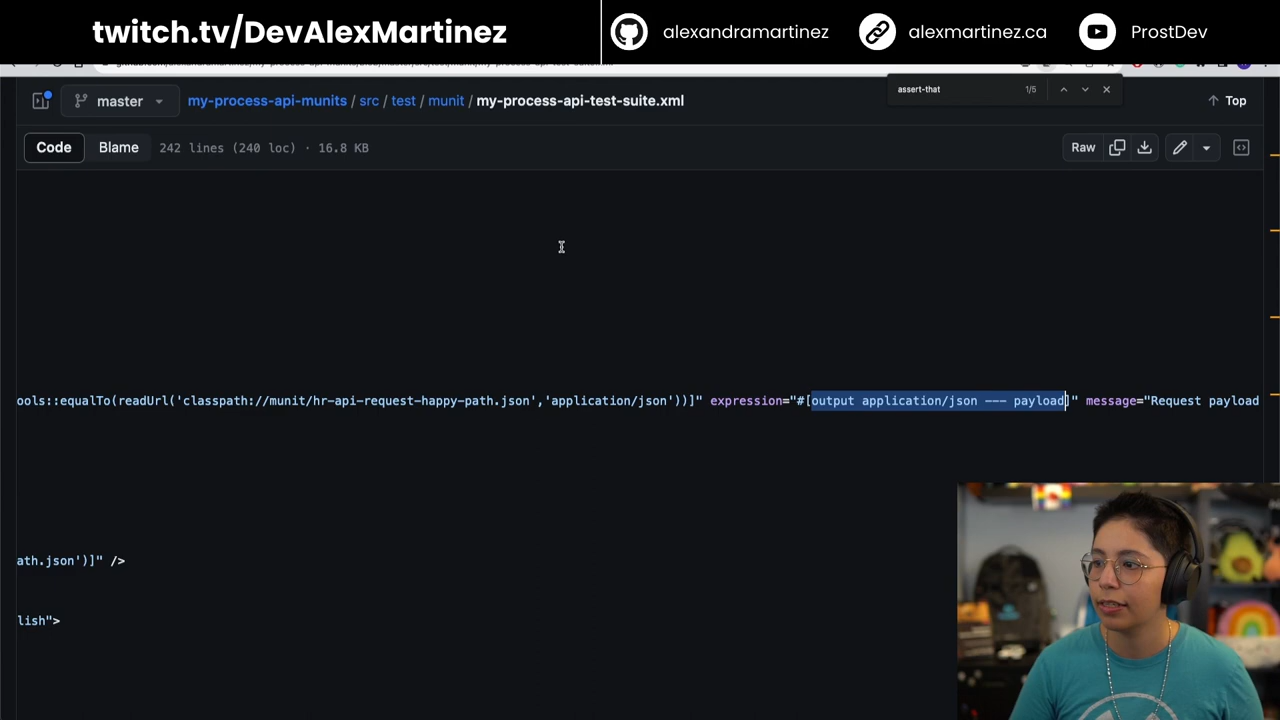 twitch.tv/DevAlexMartinez
alexandramartinez
alexmartinez.ca
ProstDev
master
my-process-api-munits / src / test / munit / my-process-api-test-suite.xml
assert-that
1/5
Top
Code
Blame
242 lines (240 loc) · 16.8 KB
Raw
ools::equalTo(readUrl('classpath://munit/hr-api-request-happy-path.json','application/json'))]" expression="#[output application/json --- payload]" message="Request payload
ath.json')]" />
lish">